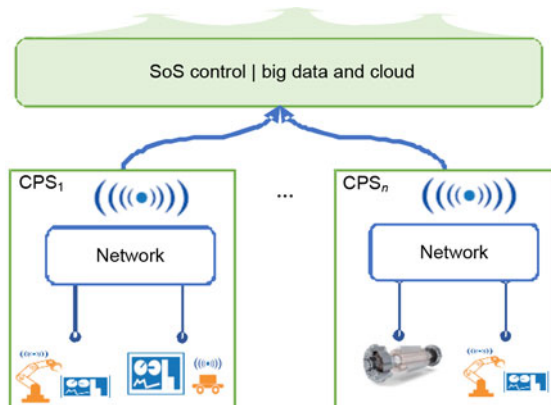 SoS control | big data and cloud
CPS₁
...
CPSₙ
Network
Network